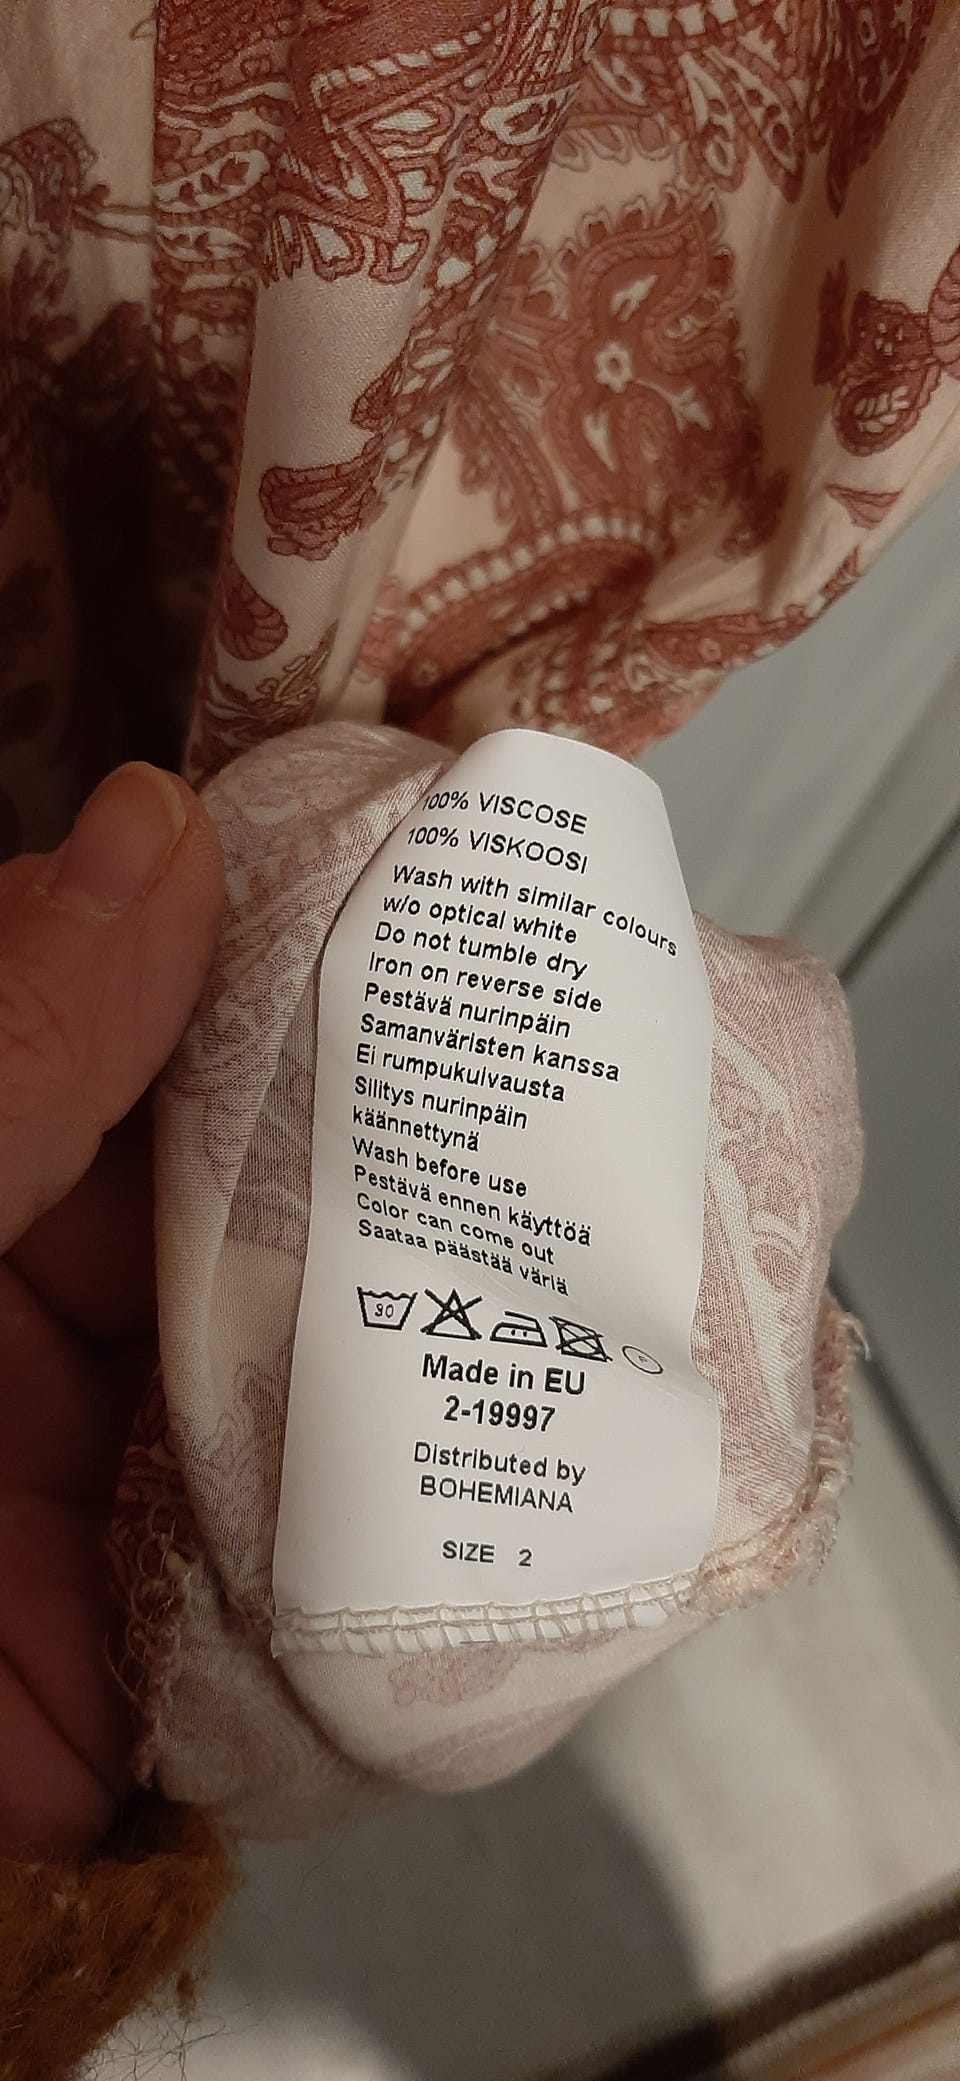 100% VISCOSE
100% VISKOOSI
Wash with similar colours
w/o optical white
Do not tumble dry
Iron on reverse side
Pestävä nurinpäin
Samanväristen kanssa
Ei rumpukuivausta
Silitys nurinpäin
käännettynä
Wash before use
Pestävä ennen käyttöä
Color can come out
Saataa päästää väriä
30
Made in EU
2-19997
Distributed by
BOHEMIANA
SIZE 2